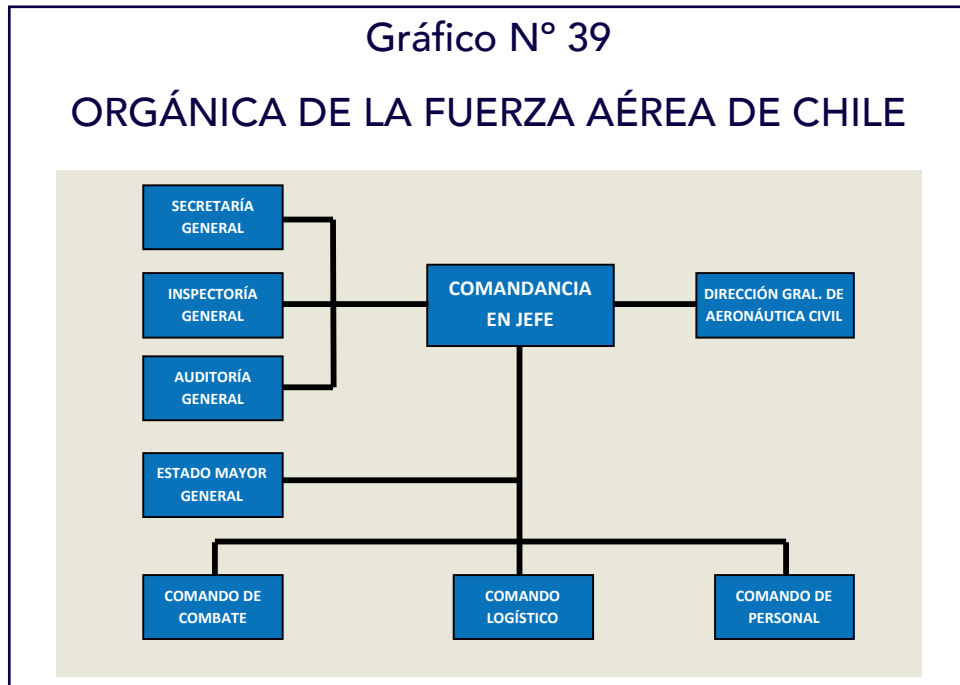 Gráfico N° 39
ORGÁNICA DE LA FUERZA AÉREA DE CHILE
SECRETARÍA
GENERAL
INSPECTORÍA
GENERAL
COMANDANCIA
EN JEFE
DIRECCIÓN GRAL. DE
AERONÁUTICA CIVIL
AUDITORÍA
GENERAL
ESTADO MAYOR
GENERAL
COMANDO DE
COMBATE
COMANDO
LOGÍSTICO
COMANDO DE
PERSONAL